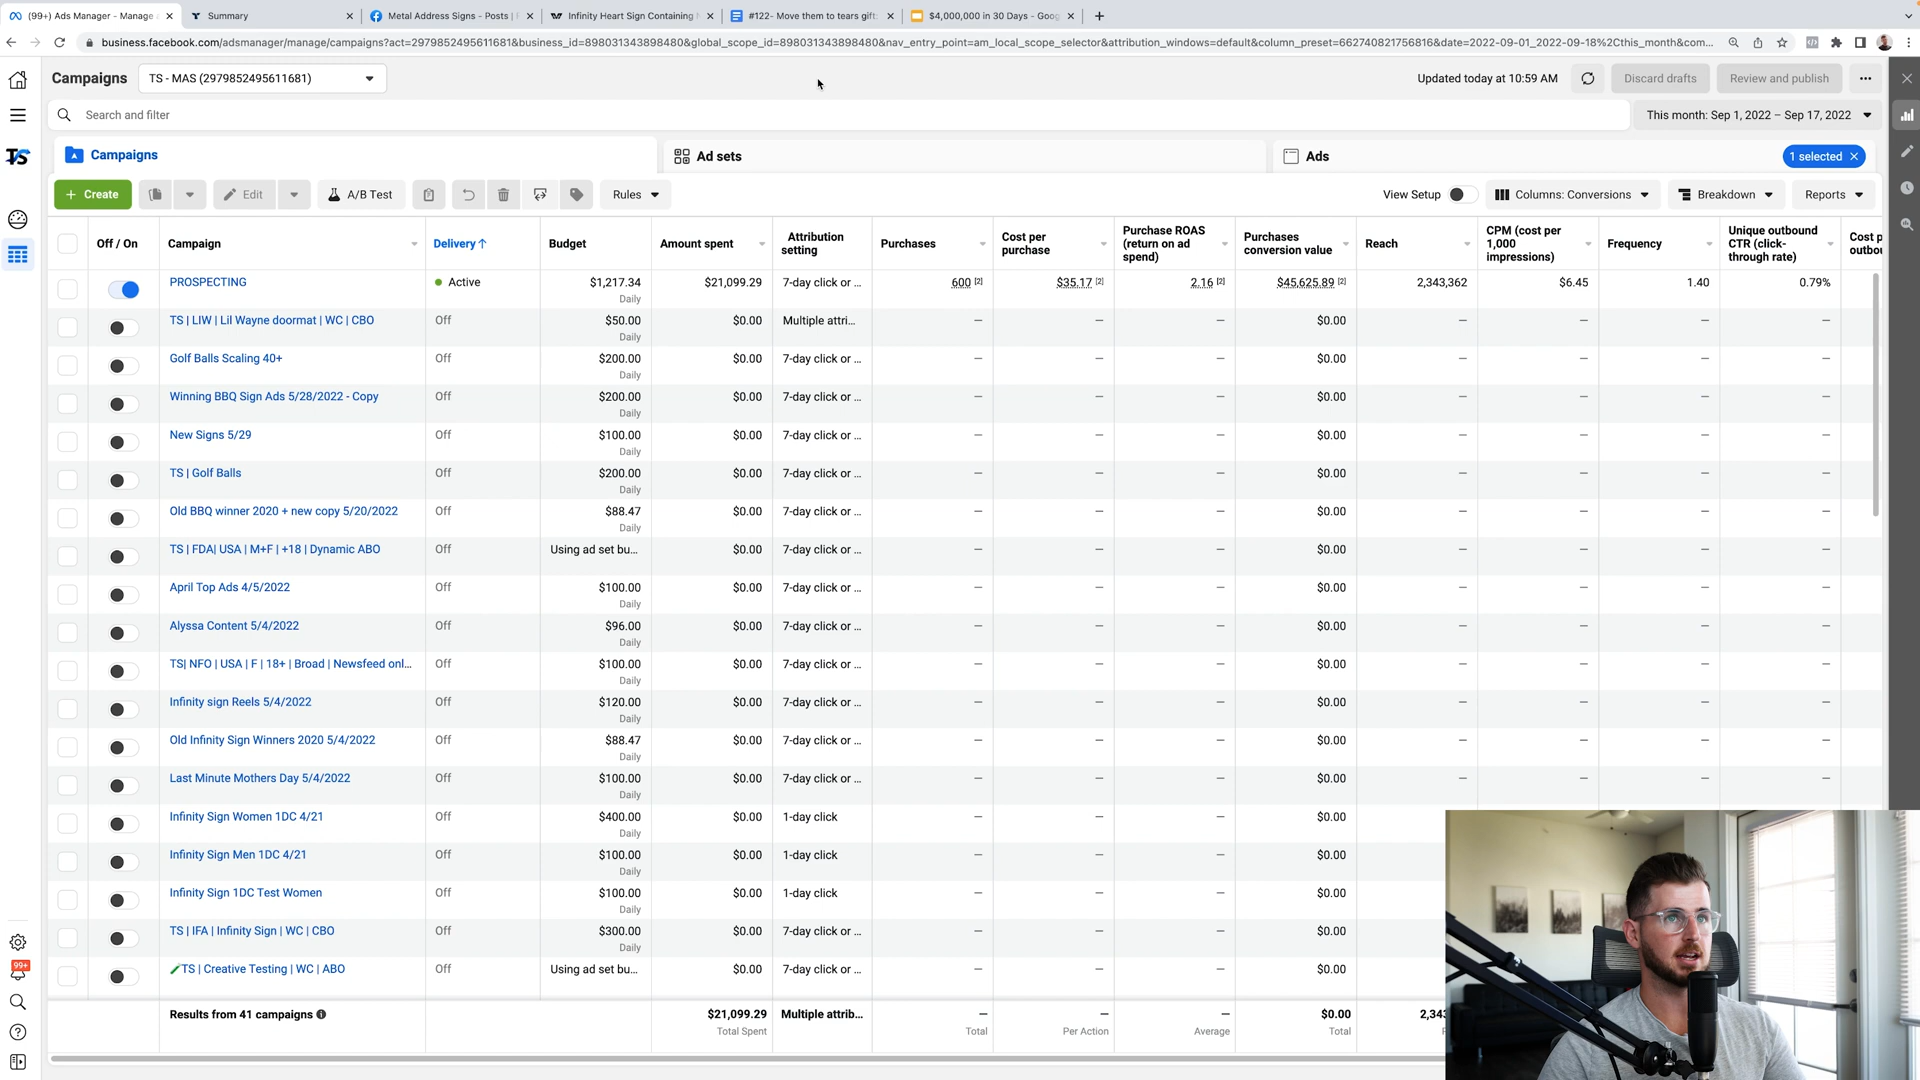 (99+) Ads Manager - Manage
Summary
Metal Address Signs - Posts |
Infinity Heart Sign Containing
#122- Move them to tears gift
$4,000,000 in 30 Days - Goog
business.facebook.com/adsmanager/manage/campaigns?act=2979852495611681&business_id=898031343898480&global_scope_id=898031343898480&nav_entry_point=am_local_scope_selector&attribution_windows=default&column_preset=662740821756816&date=2022-09-01_2022-09-18%2Cthis_month&com...
Campaigns
TS - MAS (2979852495611681)
Updated today at 10:59 AM
Discard drafts
Review and publish
Search and filter
This month: Sep 1, 2022 – Sep 17, 2022
TS
Campaigns
Ad sets
Ads
1 selected
+ Create
Edit
A/B Test
Rules
View Setup
Columns: Conversions
Breakdown
Reports
Off / On Campaign Delivery ↑ Budget Amount spent Attribution setting Purchases Cost per purchase Purchase ROAS (return on ad spend) Purchases conversion value Reach CPM (cost per 1,000 impressions) Frequency Unique outbound CTR (click-through rate) Cost p outbou
PROSPECTING Active $1,217.34 $21,099.29 7-day click or ... 600 [2] $35.17 [2] 2.16 [2] $45,625.89 [2] 2,343,362 $6.45 1.40 0.79%
Daily
TS | LIW | Lil Wayne doormat | WC | CBO Off $50.00 $0.00 Multiple attri... — — — $0.00 — — — —
Daily
Golf Balls Scaling 40+ Off $200.00 $0.00 7-day click or ... — — — $0.00 — — — —
Daily
Winning BBQ Sign Ads 5/28/2022 - Copy Off $200.00 $0.00 7-day click or ... — — — $0.00 — — — —
Daily
New Signs 5/29 Off $100.00 $0.00 7-day click or ... — — — $0.00 — — — —
Daily
TS | Golf Balls Off $200.00 $0.00 7-day click or ... — — — $0.00 — — — —
Daily
Old BBQ winner 2020 + new copy 5/20/2022 Off $88.47 $0.00 7-day click or ... — — — $0.00 — — — —
Daily
TS | FDA| USA | M+F | +18 | Dynamic ABO Off Using ad set bu... $0.00 7-day click or ... — — — $0.00 — — — —
April Top Ads 4/5/2022 Off $100.00 $0.00 7-day click or ... — — — $0.00 — — — —
Daily
Alyssa Content 5/4/2022 Off $96.00 $0.00 7-day click or ... — — — $0.00 — — — —
Daily
TS| NFO | USA | F | 18+ | Broad | Newsfeed onl... Off $100.00 $0.00 7-day click or ... — — — $0.00 — — — —
Daily
Infinity sign Reels 5/4/2022 Off $120.00 $0.00 7-day click or ... — — — $0.00 — — — —
Daily
Old Infinity Sign Winners 2020 5/4/2022 Off $88.47 $0.00 7-day click or ... — — — $0.00 — — — —
Daily
Last Minute Mothers Day 5/4/2022 Off $100.00 $0.00 7-day click or ... — — — $0.00 — — — —
Daily
Infinity Sign Women 1DC 4/21 Off $400.00 $0.00 1-day click — — — $0.00
Daily
Infinity Sign Men 1DC 4/21 Off $100.00 $0.00 1-day click — — — $0.00
Daily
Infinity Sign 1DC Test Women Off $100.00 $0.00 1-day click — — — $0.00
Daily
TS | IFA | Infinity Sign | WC | CBO Off $300.00 $0.00 7-day click or ... — — — $0.00
Daily
TS | Creative Testing | WC | ABO Off Using ad set bu... $0.00 7-day click or ... — — — $0.00
99+
Results from 41 campaigns $21,099.29 Multiple attrib... — — — $0.00 2,343
Total Spent Total Per Action Average Total